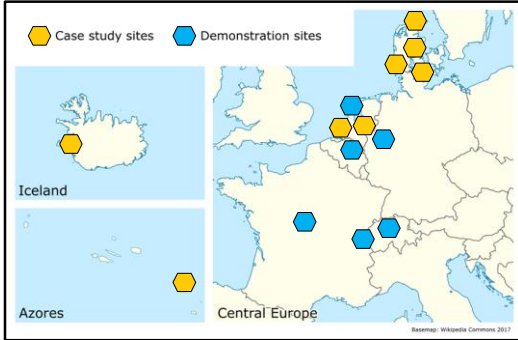 Case study sites Demonstration sites
Iceland
Azores
Central Europe
Basemap: Wikipedia Commons 2017